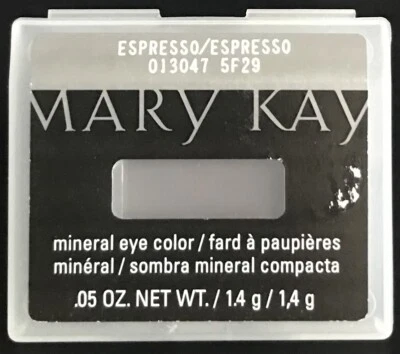 ESPRESSO/ESPRESSO
013047 5F29
MARY KAY
mineral eye color / fard à paupières
minéral / sombra mineral compacta
.05 OZ. NET WT. / 1.4 g / 1,4 g